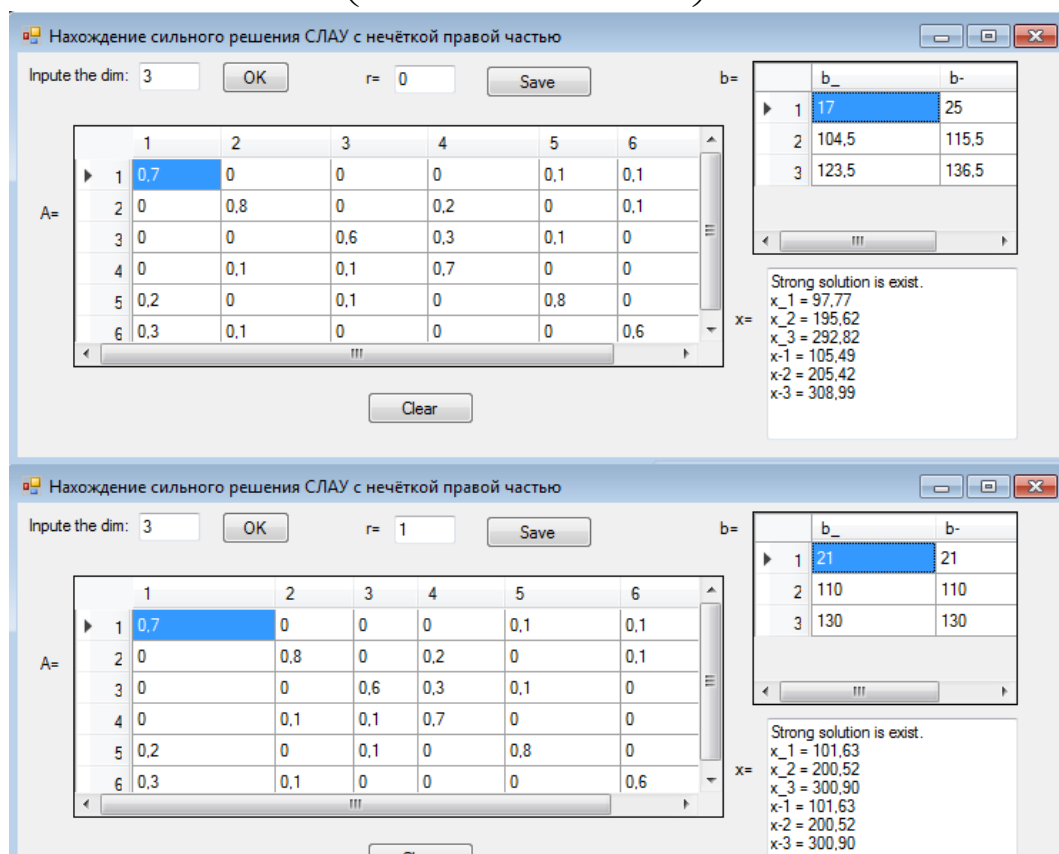 Нахождение сильного решения СЛАУ с нечёткой правой частью
Inpute the dim: 3 OK r= 0 Save b=
b_ b-
1 17 25
2 104,5 115,5
3 123,5 136,5
A=
1 2 3 4 5 6
1 0,7 0 0 0 0,1 0,1
2 0 0,8 0 0,2 0 0,1
3 0 0 0,6 0,3 0,1 0
4 0 0,1 0,1 0,7 0 0
5 0,2 0 0,1 0 0,8 0
6 0,3 0,1 0 0 0 0,6
x=
Strong solution is exist.
x_1 = 97,77
x_2 = 195,62
x_3 = 292,82
x-1 = 105,49
x-2 = 205,42
x-3 = 308,99
Clear
Нахождение сильного решения СЛАУ с нечёткой правой частью
Inpute the dim: 3 OK r= 1 Save b=
b_ b-
1 21 21
2 110 110
3 130 130
A=
1 2 3 4 5 6
1 0,7 0 0 0 0,1 0,1
2 0 0,8 0 0,2 0 0,1
3 0 0 0,6 0,3 0,1 0
4 0 0,1 0,1 0,7 0 0
5 0,2 0 0,1 0 0,8 0
6 0,3 0,1 0 0 0 0,6
x=
Strong solution is exist.
x_1 = 101,63
x_2 = 200,52
x_3 = 300,90
x-1 = 101,63
x-2 = 200,52
x-3 = 300,90